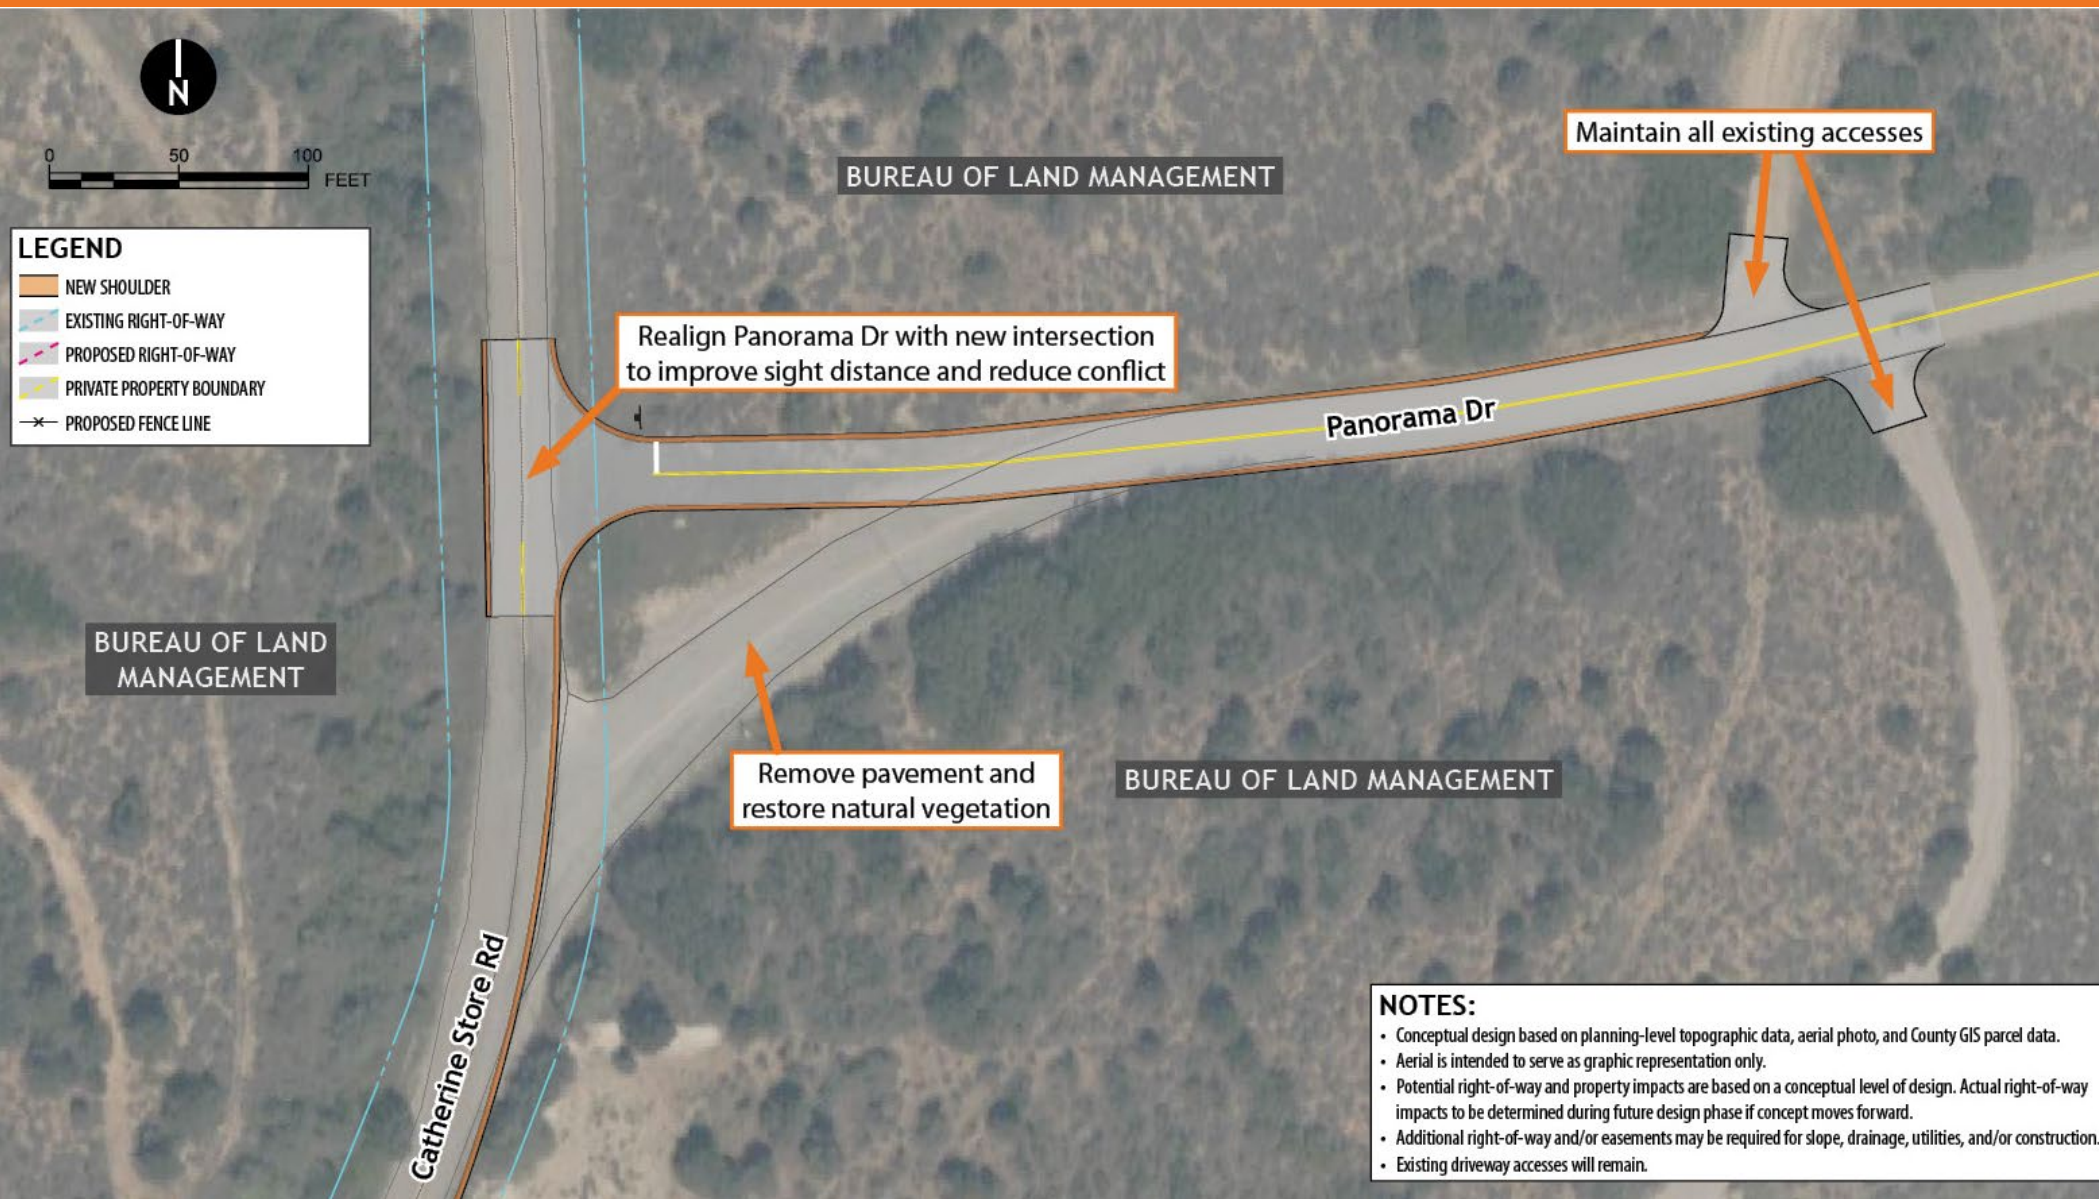 N
0 50 100
FEET
LEGEND
NEW SHOULDER
EXISTING RIGHT-OF-WAY
PROPOSED RIGHT-OF-WAY
PRIVATE PROPERTY BOUNDARY
PROPOSED FENCE LINE
BUREAU OF LAND MANAGEMENT
Maintain all existing accesses
Realign Panorama Dr with new intersection
to improve sight distance and reduce conflict
Panorama Dr
BUREAU OF LAND
MANAGEMENT
Remove pavement and
restore natural vegetation
BUREAU OF LAND MANAGEMENT
Catherine Store Rd
NOTES:
• Conceptual design based on planning-level topographic data, aerial photo, and County GIS parcel data.
• Aerial is intended to serve as graphic representation only.
• Potential right-of-way and property impacts are based on a conceptual level of design. Actual right-of-way
impacts to be determined during future design phase if concept moves forward.
• Additional right-of-way and/or easements may be required for slope, drainage, utilities, and/or construction.
• Existing driveway accesses will remain.